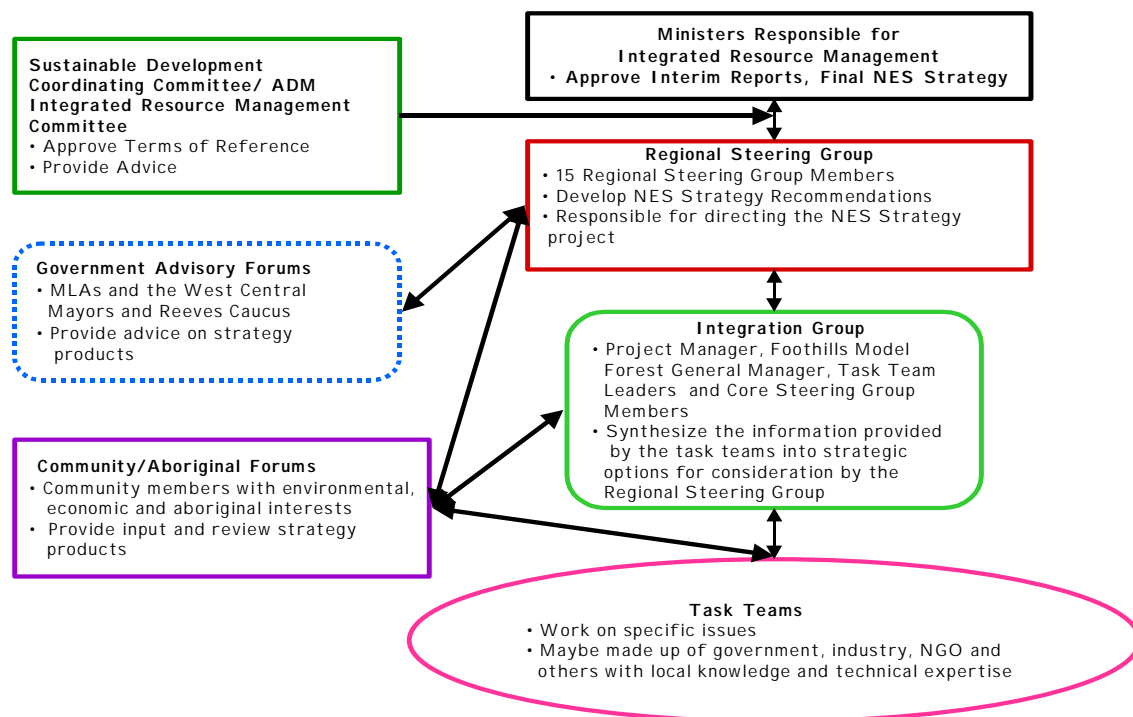 Ministers Responsible for
Integrated Resource Management
• Approve Interim Reports, Final NES Strategy
Sustainable Development
Coordinating Committee/ ADM
Integrated Resource Management
Committee
• Approve Terms of Reference
• Provide Advice
Regional Steering Group
• 15 Regional Steering Group Members
• Develop NES Strategy Recommendations
• Responsible for directing the NES Strategy
project
Government Advisory Forums
• MLAs and the West Central
Mayors and Reeves Caucus
• Provide advice on strategy
products
Integration Group
• Project Manager, Foothills Model
Forest General Manager, Task Team
Leaders and Core Steering Group
Members
• Synthesize the information provided
by the task teams into strategic
options for consideration by the
Regional Steering Group
Community/Aboriginal Forums
• Community members with environmental,
economic and aboriginal interests
• Provide input and review strategy
products
Task Teams
• Work on specific issues
• Maybe made up of government, industry, NGO and
others with local knowledge and technical expertise